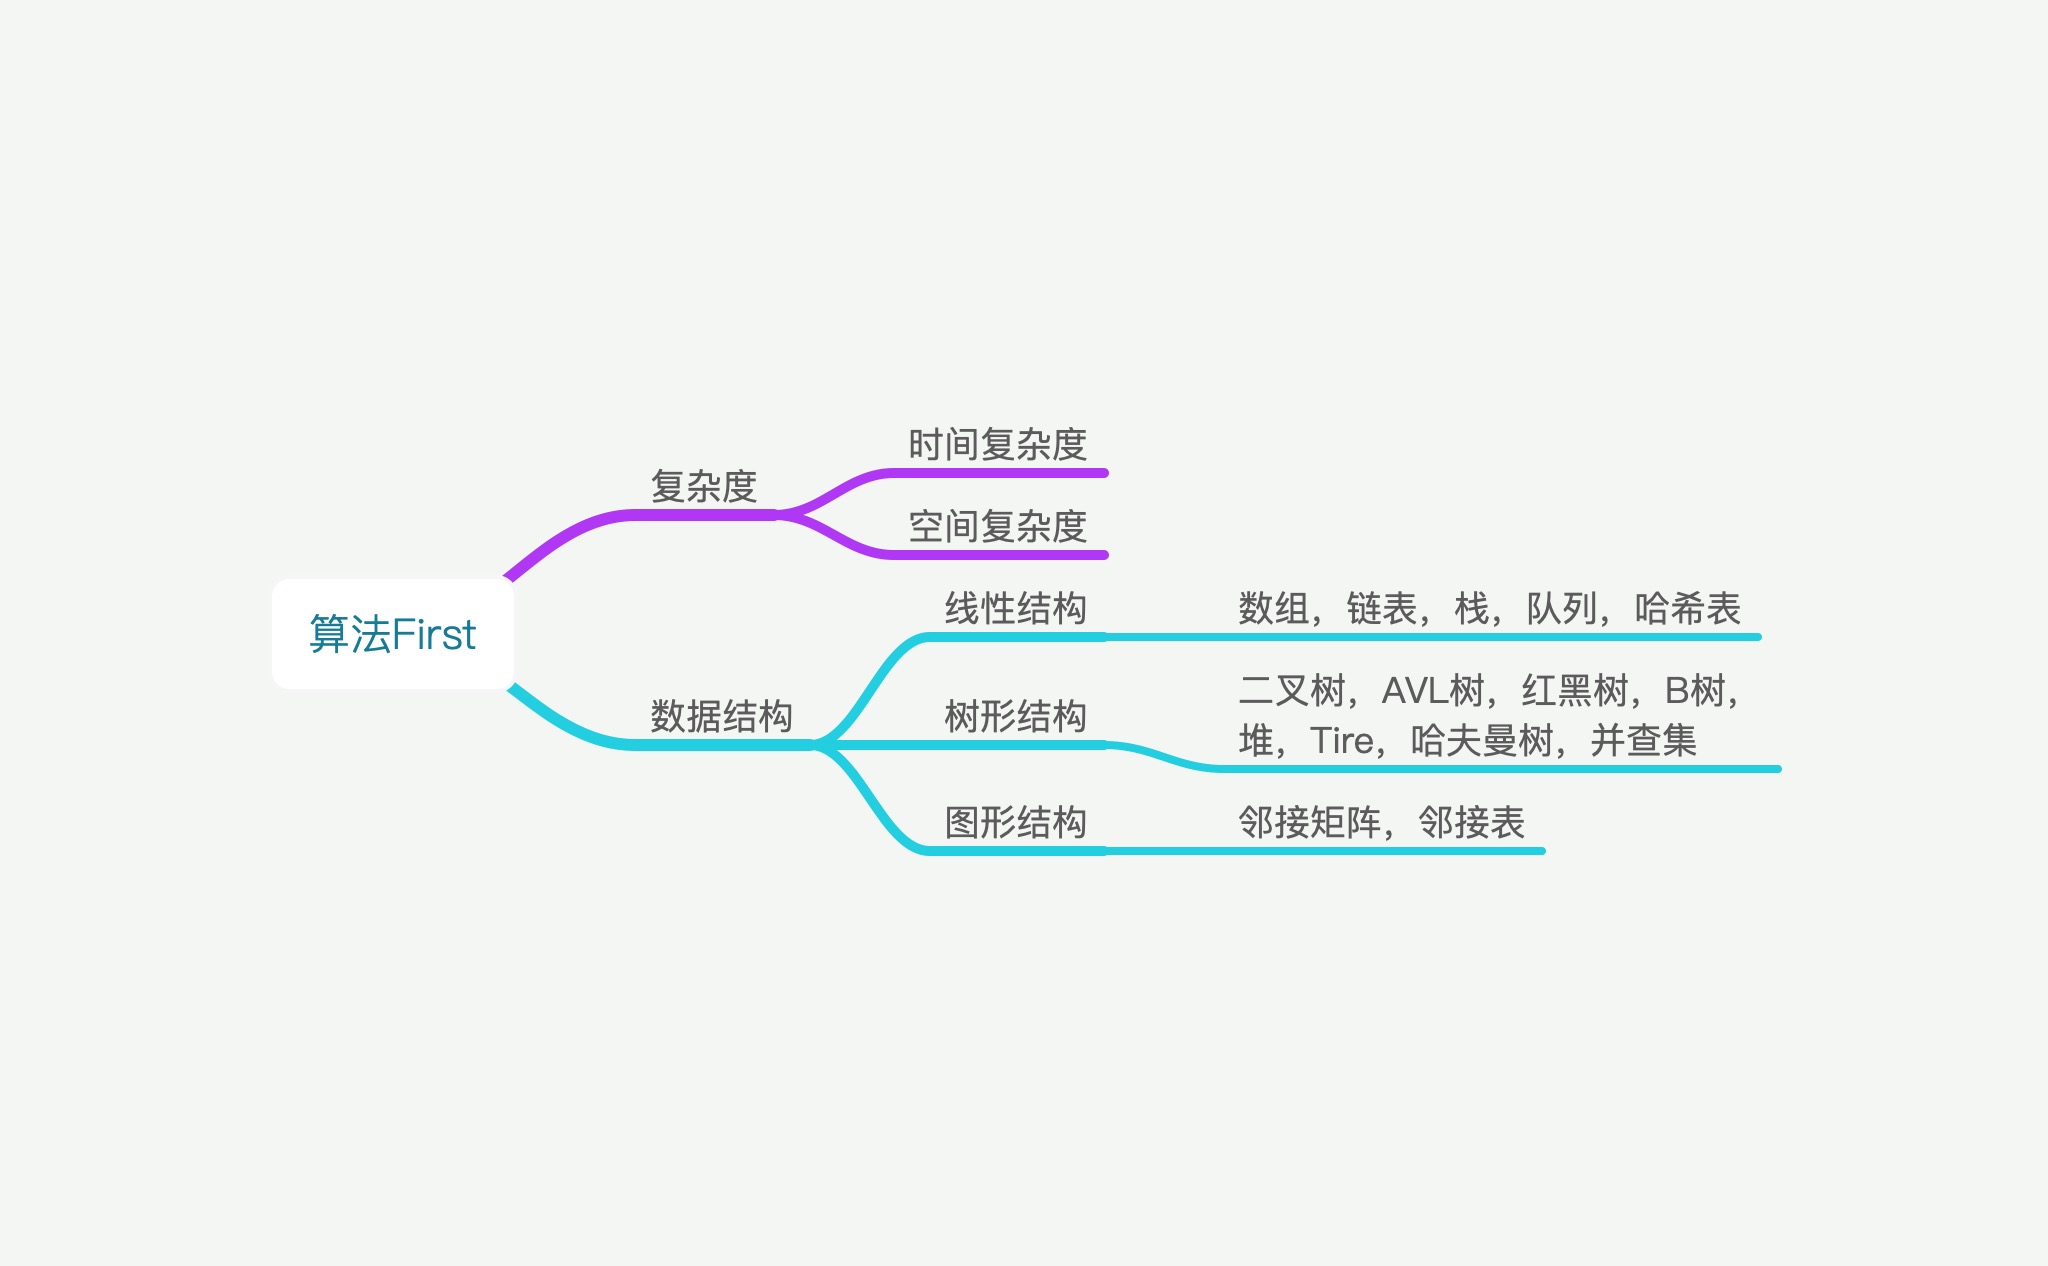 算法First
复杂度
时间复杂度
空间复杂度
数据结构
线性结构
数组，链表，栈，队列，哈希表
树形结构
二叉树，AVL树，红黑树，B树，
堆，Tire，哈夫曼树，并查集
图形结构
邻接矩阵，邻接表